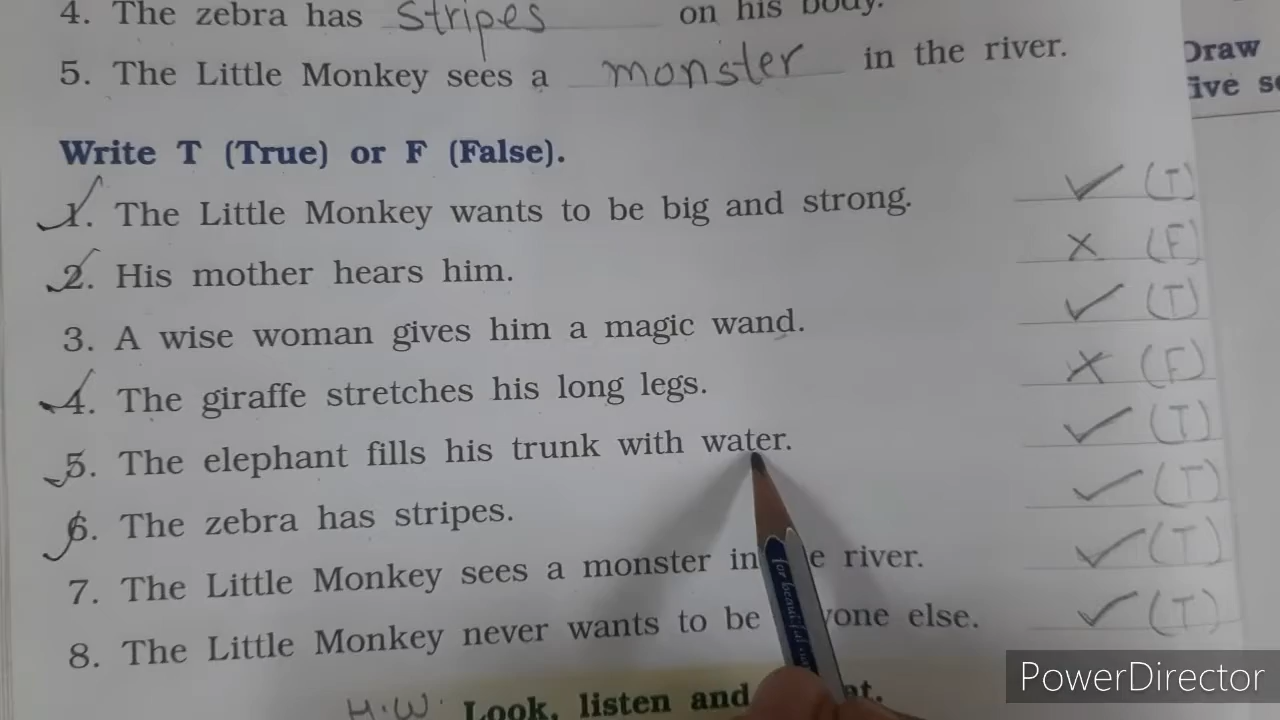 4. The zebra has stripes on his body.
5. The Little Monkey sees a monster in the river.
Draw
ive
Write T (True) or F (False).
1. The Little Monkey wants to be big and strong. ✓ (T)
2. His mother hears him. × (F)
3. A wise woman gives him a magic wand. ✓ (T)
4. The giraffe stretches his long legs. × (F)
5. The elephant fills his trunk with water. ✓ (T)
6. The zebra has stripes. ✓ (T)
7. The Little Monkey sees a monster in e river. ✓ (T)
8. The Little Monkey never wants to be yone else. ✓ (T)
for beautiful
H.W. Look, listen and at.
PowerDirector